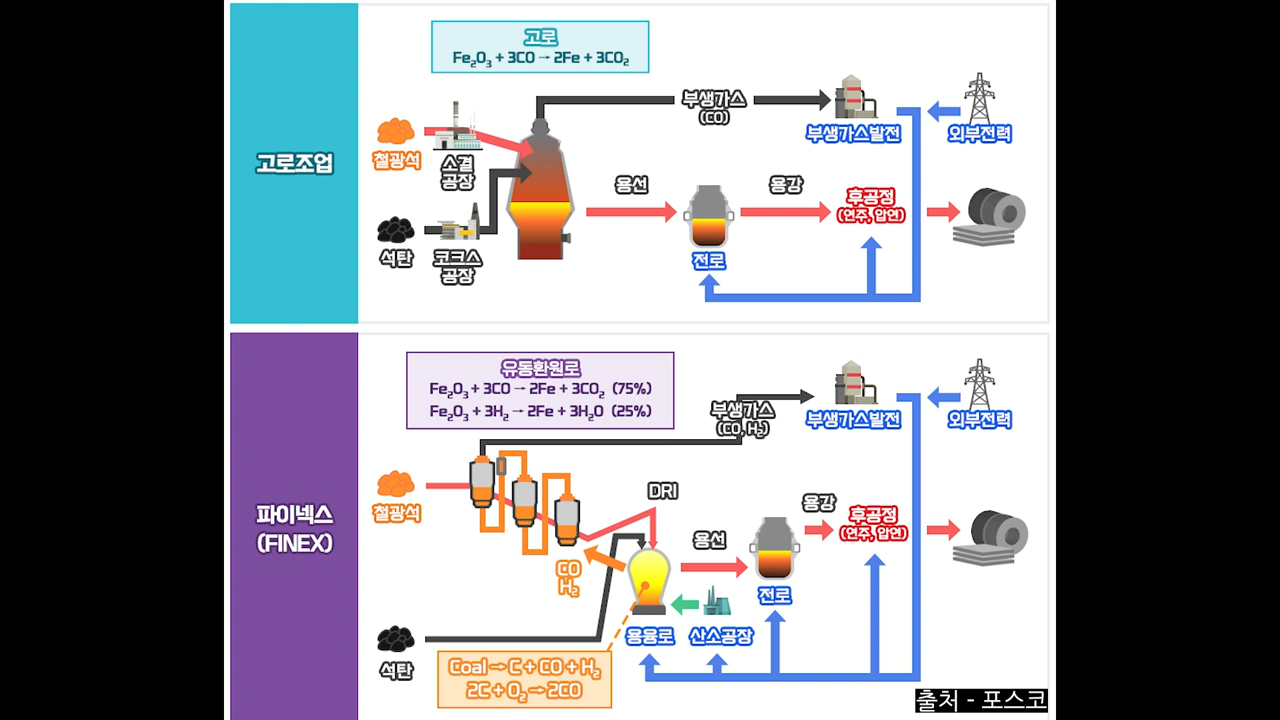 고로
Fe₂O₃ + 3CO → 2Fe + 3CO₂
고로조업
철광석
소결
공장
석탄
코크스
공장
부생가스
(CO)
부생가스발전
외부전력
용선
전로
용강
후공정
(연주, 압연)
유동환원로
Fe₂O₃ + 3CO → 2Fe + 3CO₂ (75%)
Fe₂O₃ + 3H₂ → 2Fe + 3H₂O (25%)
파이넥스
(FINEX)
철광석
부생가스
(CO, H₂)
부생가스발전
외부전력
DRI
CO
H₂
용선
용강
후공정
(연주, 압연)
전로
용융로
산소공장
석탄
Coal → C + CO + H₂
2C + O₂ → 2CO
출처 - 포스코